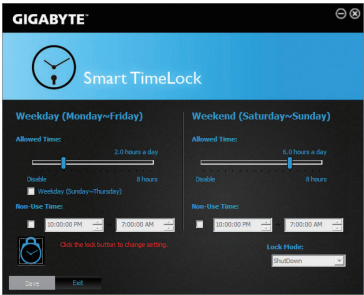 GIGABYTE™
Smart TimeLock
Weekday (Monday~Friday)
Allowed Time:
2.0 hours a day
Disable 8 hours
Weekday (Sunday~Thursday)
Non-Use Time:
10:00:00 PM ~ 7:00:00 AM
Click the lock button to change setting.
Weekend (Saturday~Sunday)
Allowed Time:
6.0 hours a day
Disable 8 hours
Non-Use Time:
10:00:00 PM ~ 7:00:00 AM
Lock Mode:
ShutDown
Save Exit